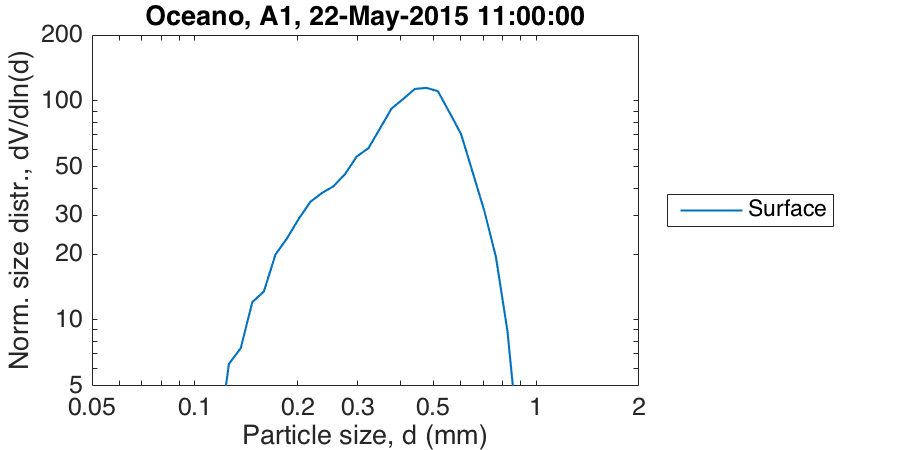 Oceano, A1, 22-May-2015 11:00:00
Norm. size distr., dV/dln(d)
200
100
50
30
20
10
5
0.05 0.1 0.2 0.3 0.5 1 2
Particle size, d (mm)
Surface